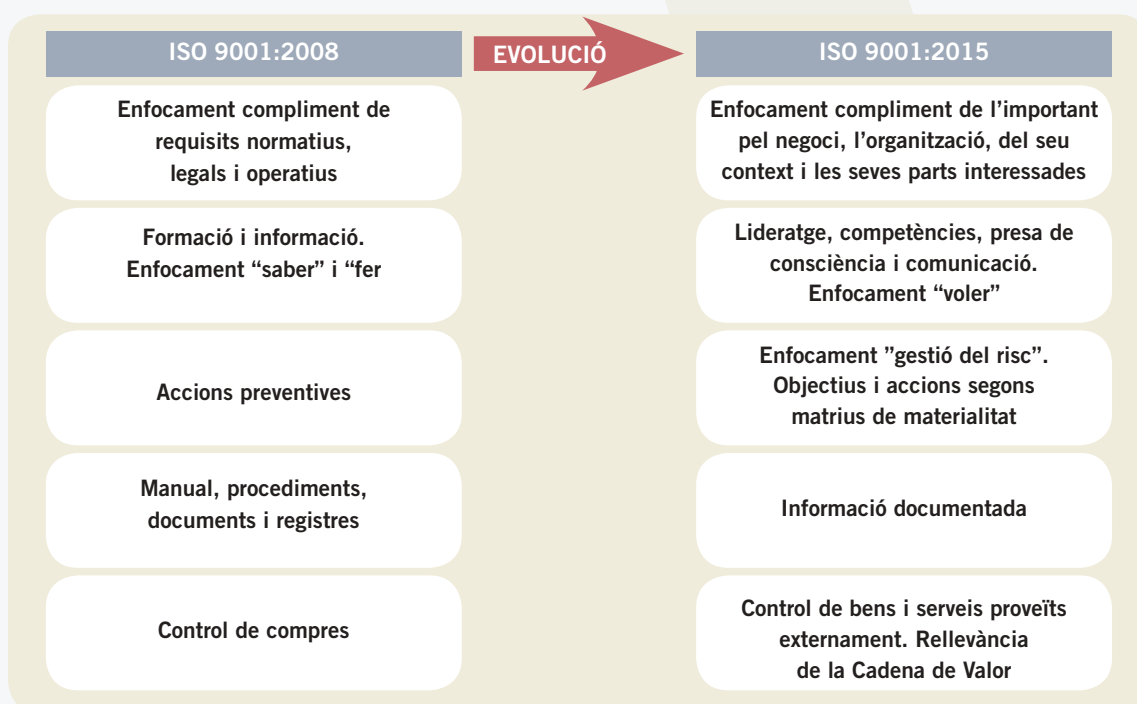 ISO 9001:2008
EVOLUCIÓ
ISO 9001:2015
Enfocament compliment de
requisits normatius,
legals i operatius
Enfocament compliment de l’important
pel negoci, l’organització, del seu
context i les seves parts interessades
Formació i informació.
Enfocament “saber” i “fer
Lideratge, competències, presa de
consciència i comunicació.
Enfocament “voler”
Accions preventives
Enfocament ”gestió del risc”.
Objectius i accions segons
matrius de materialitat
Manual, procediments,
documents i registres
Informació documentada
Control de compres
Control de bens i serveis proveïts
externament. Rellevància
de la Cadena de Valor